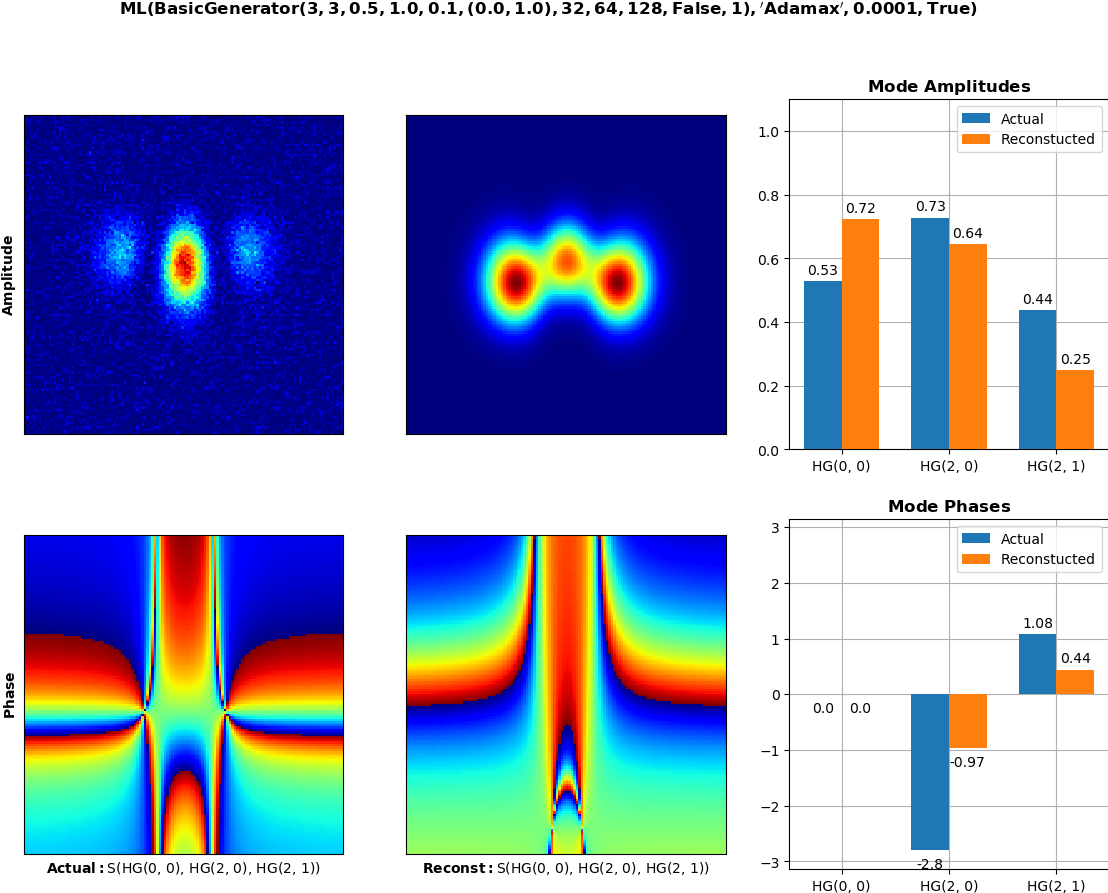 ML(BasicGenerator(3, 3, 0.5, 1.0, 0.1, (0.0, 1.0), 32, 64, 128, False, 1), ′Adamax′, 0.0001, True)
Amplitude
Mode Amplitudes
Actual
Reconstucted
1.0
0.8
0.6
0.4
0.2
0.0
0.53
0.72
0.73
0.64
0.44
0.25
HG(0, 0)
HG(2, 0)
HG(2, 1)
Phase
Actual: S(HG(0, 0), HG(2, 0), HG(2, 1))
Reconst: S(HG(0, 0), HG(2, 0), HG(2, 1))
Mode Phases
Actual
Reconstucted
3
2
1
0
−1
−2
−3
0.0
0.0
-2.8
-0.97
1.08
0.44
HG(0, 0)
HG(2, 0)
HG(2, 1)